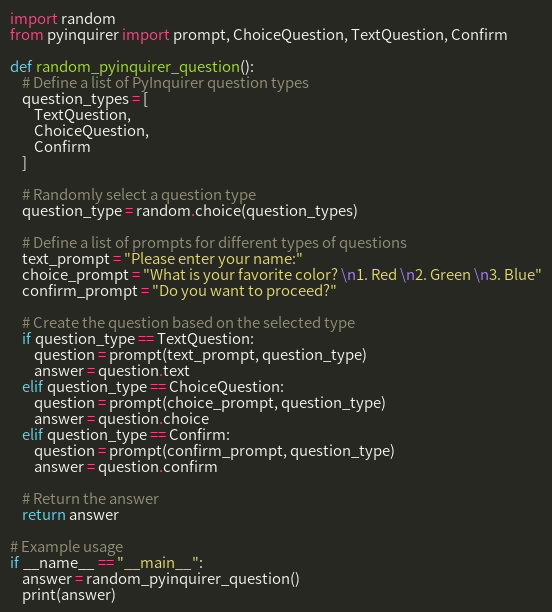 import random
from pyinquirer import prompt, ChoiceQuestion, TextQuestion, Confirm

def random_pyinquirer_question():
    # Define a list of PyInquirer question types
    question_types = [
        TextQuestion,
        ChoiceQuestion,
        Confirm
    ]

    # Randomly select a question type
    question_type = random.choice(question_types)

    # Define a list of prompts for different types of questions
    text_prompt = "Please enter your name:"
    choice_prompt = "What is your favorite color? \n1. Red \n2. Green \n3. Blue"
    confirm_prompt = "Do you want to proceed?"

    # Create the question based on the selected type
    if question_type == TextQuestion:
        question = prompt(text_prompt, question_type)
        answer = question.text
    elif question_type == ChoiceQuestion:
        question = prompt(choice_prompt, question_type)
        answer = question.choice
    elif question_type == Confirm:
        question = prompt(confirm_prompt, question_type)
        answer = question.confirm

    # Return the answer
    return answer

# Example usage
if __name__ == "__main__":
    answer = random_pyinquirer_question()
    print(answer)